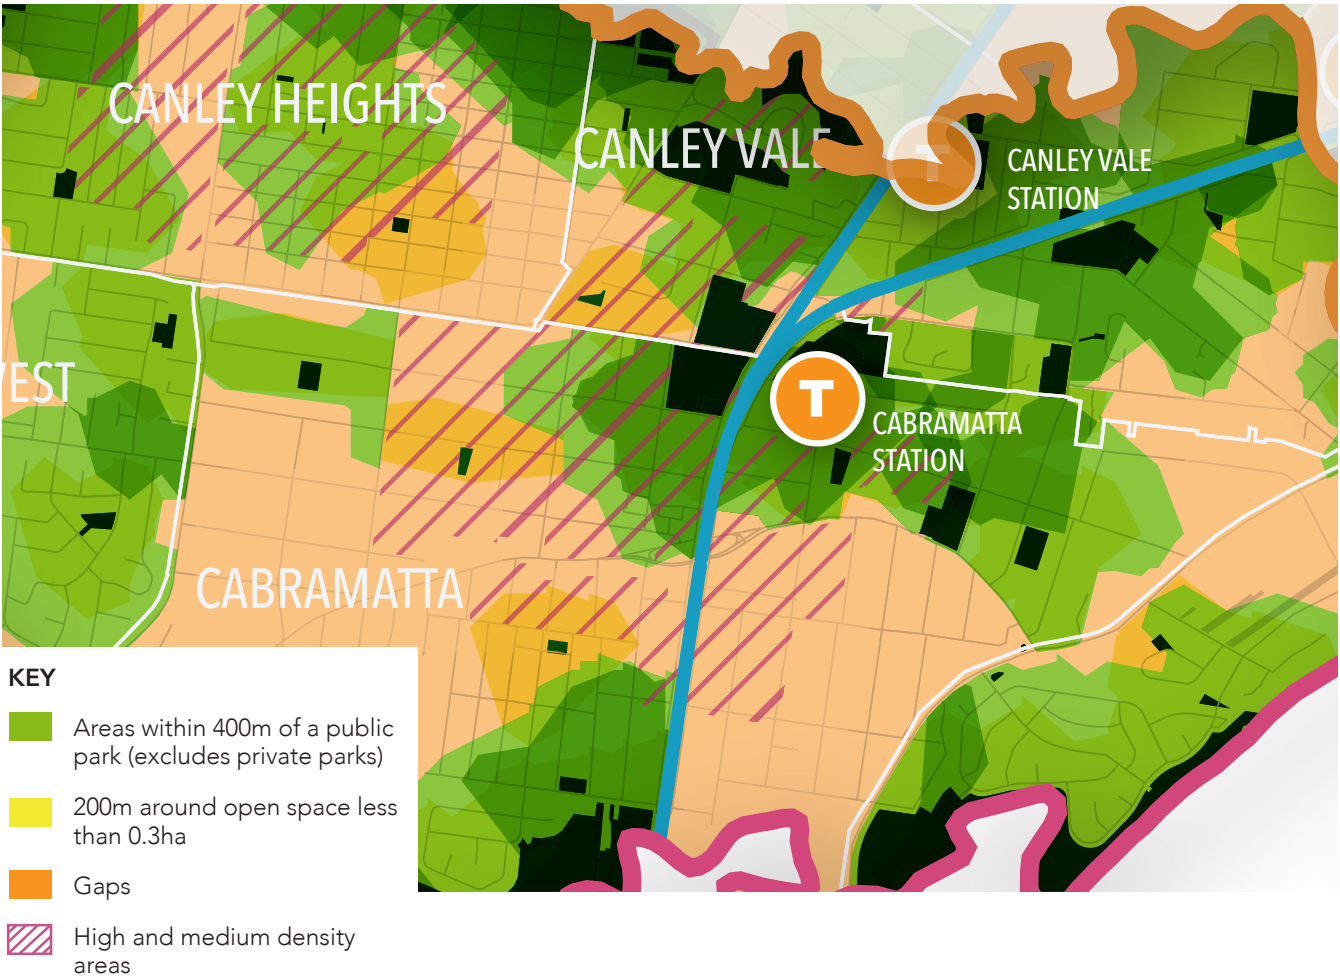 CANLEY HEIGHTS
CANLEY VALE
T
CANLEY VALE
STATION
T
CABRAMATTA
STATION
EST
CABRAMATTA
KEY
Areas within 400m of a public
park (excludes private parks)
200m around open space less
than 0.3ha
Gaps
High and medium density
areas